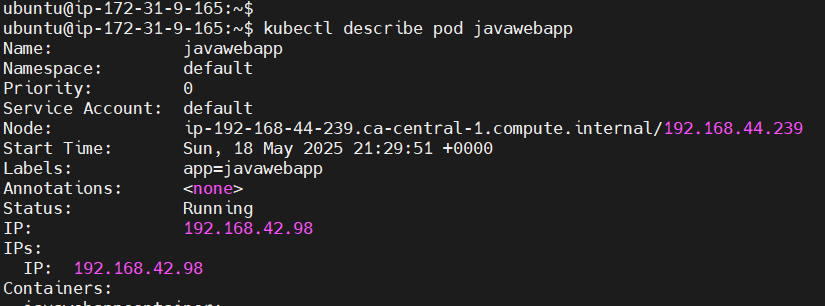 ubuntu@ip-172-31-9-165:~$
ubuntu@ip-172-31-9-165:~$ kubectl describe pod javawebapp
Name: javawebapp
Namespace: default
Priority: 0
Service Account: default
Node: ip-192-168-44-239.ca-central-1.compute.internal/192.168.44.239
Start Time: Sun, 18 May 2025 21:29:51 +0000
Labels: app=javawebapp
Annotations: <none>
Status: Running
IP: 192.168.42.98
IPs:
IP: 192.168.42.98
Containers: